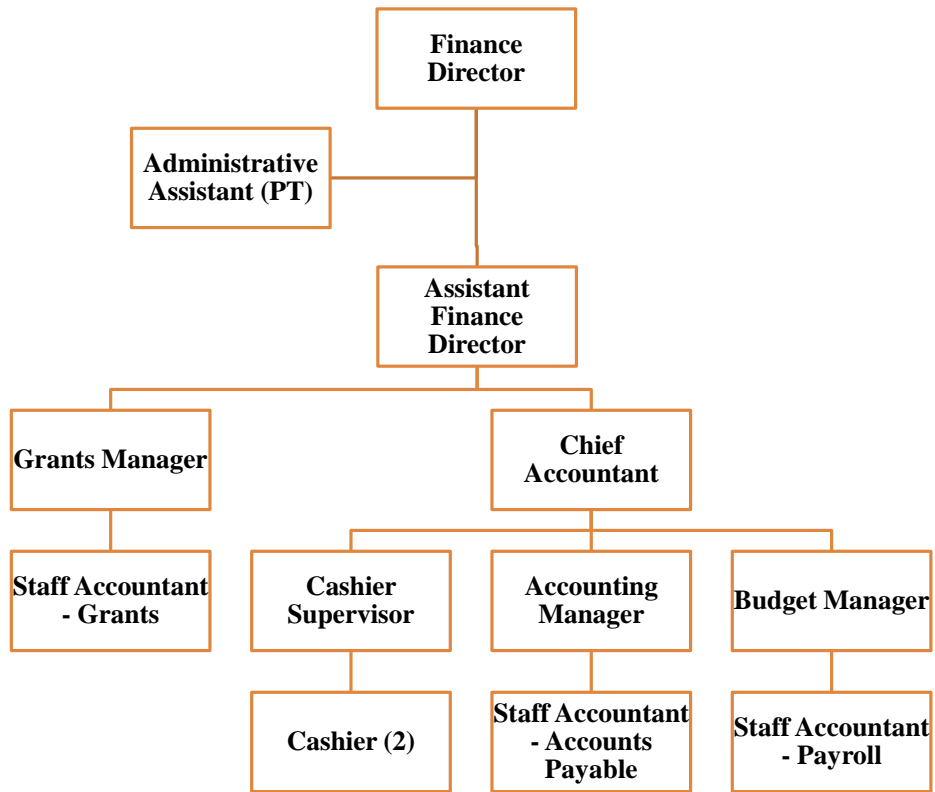 Finance
Director
Administrative
Assistant (PT)
Assistant
Finance
Director
Grants Manager
Chief
Accountant
Staff Accountant
- Grants
Cashier
Supervisor
Accounting
Manager
Budget Manager
Cashier (2)
Staff Accountant
- Accounts
Payable
Staff Accountant
- Payroll